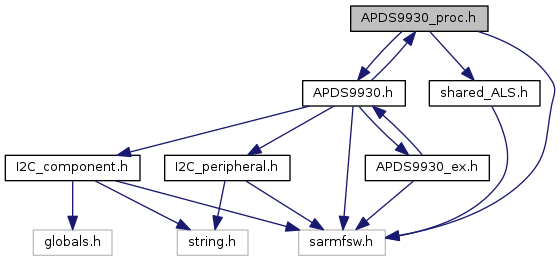 APDS9930_proc.h
APDS9930.h
shared_ALS.h
I2C_component.h
I2C_peripheral.h
APDS9930_ex.h
globals.h
string.h
sarmfsw.h